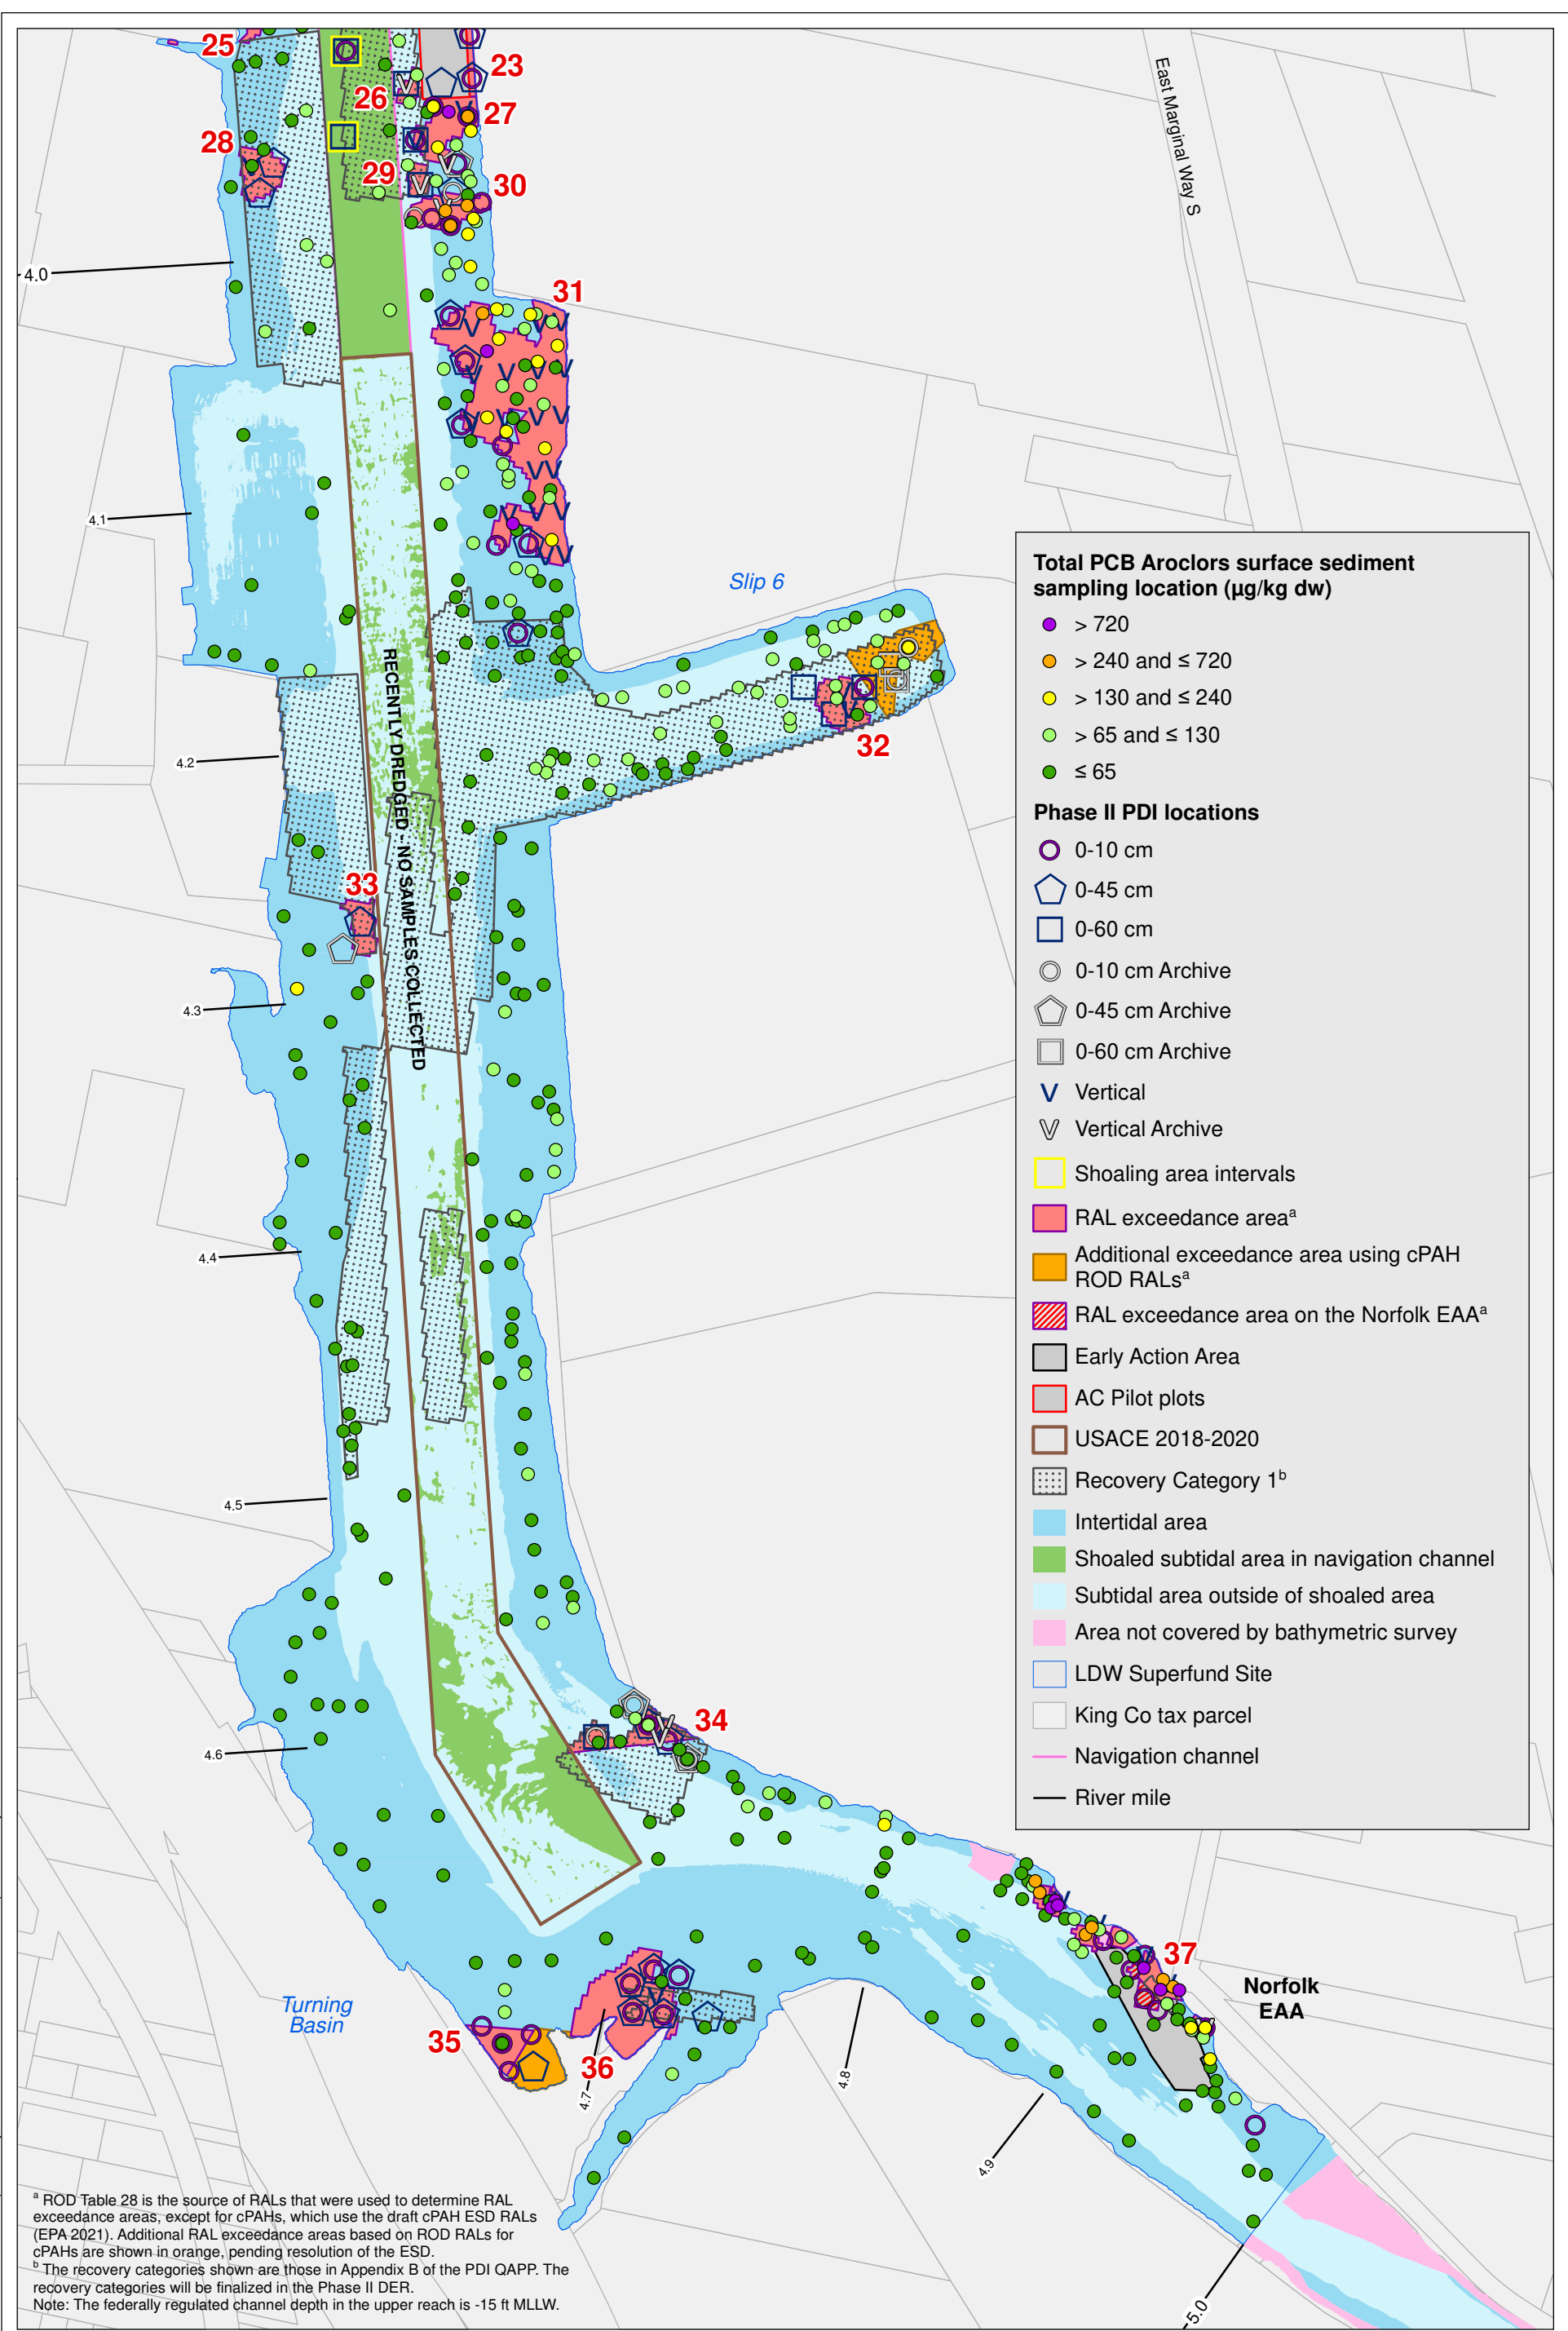 25
23
26
27
28
29
30
East Marginal Way S
4.0
31
4.1
Slip 6
RECENTLY DREDGED - NO SAMPLES COLLECTED
32
4.2
33
4.3
4.4
4.5
4.6
34
Turning
Basin
35
36
4.7
4.8
4.9
37
Norfolk
EAA
5.0
Total PCB Aroclors surface sediment
sampling location (µg/kg dw)
> 720
> 240 and ≤ 720
> 130 and ≤ 240
> 65 and ≤ 130
≤ 65
Phase II PDI locations
0-10 cm
0-45 cm
0-60 cm
0-10 cm Archive
0-45 cm Archive
0-60 cm Archive
V Vertical
V Vertical Archive
Shoaling area intervals
RAL exceedance areaᵃ
Additional exceedance area using cPAH
ROD RALsᵃ
RAL exceedance area on the Norfolk EAAᵃ
Early Action Area
AC Pilot plots
USACE 2018-2020
Recovery Category 1ᵇ
Intertidal area
Shoaled subtidal area in navigation channel
Subtidal area outside of shoaled area
Area not covered by bathymetric survey
LDW Superfund Site
King Co tax parcel
Navigation channel
River mile
ᵃ ROD Table 28 is the source of RALs that were used to determine RAL
exceedance areas, except for cPAHs, which use the draft cPAH ESD RALs
(EPA 2021). Additional RAL exceedance areas based on ROD RALs for
cPAHs are shown in orange, pending resolution of the ESD.
ᵇ The recovery categories shown are those in Appendix B of the PDI QAPP. The
recovery categories will be finalized in the Phase II DER.
Note: The federally regulated channel depth in the upper reach is -15 ft MLLW.